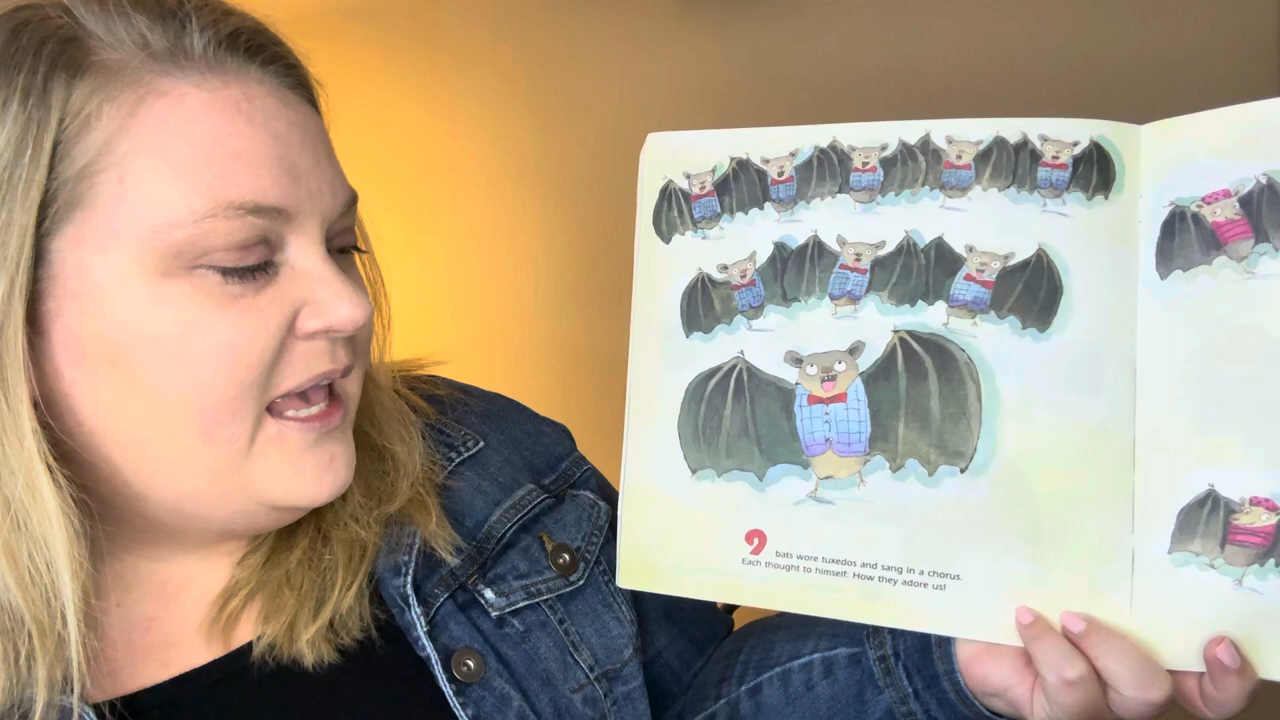 9 bats wore tuxedos and sang in a chorus.
Each thought to himself: How they adore us!